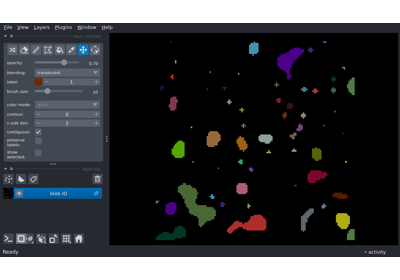 File View Layers Plugins Window Help
opacity: 0.70
blending: translucent
label: 1
brush size: 10
color mode:
contour: 0
n edit dim: 2
contiguous:
preserve
labels:
show
selected:
blob ID
Ready
activity